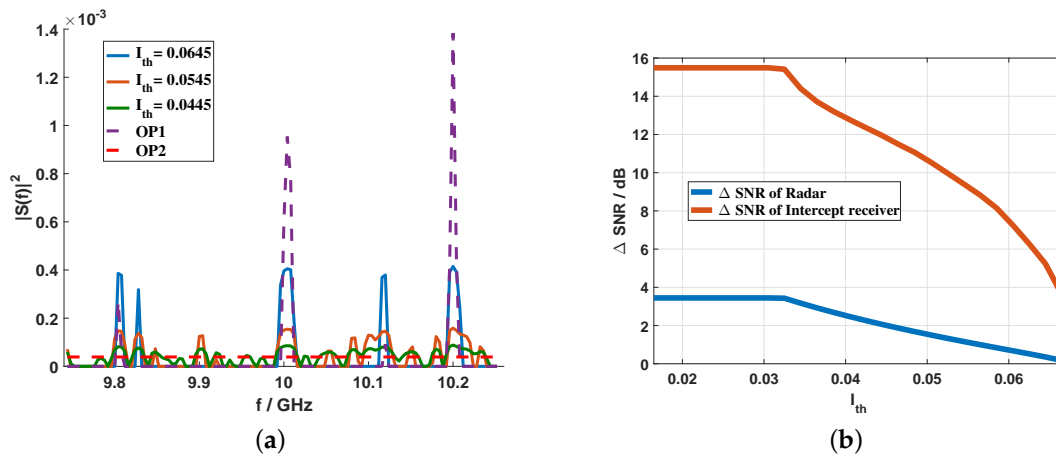 ×10⁻³
1.4
1.2
1
0.8
0.6
0.4
0.2
0
|S(f)|²
I_th = 0.0645
I_th = 0.0545
I_th = 0.0445
OP1
OP2
9.8 9.9 10 10.1 10.2
f / GHz
(a)
16
14
12
10
8
6
4
2
0
Δ SNR / dB
Δ SNR of Radar
Δ SNR of Intercept receiver
0.02 0.03 0.04 0.05 0.06
I_th
(b)